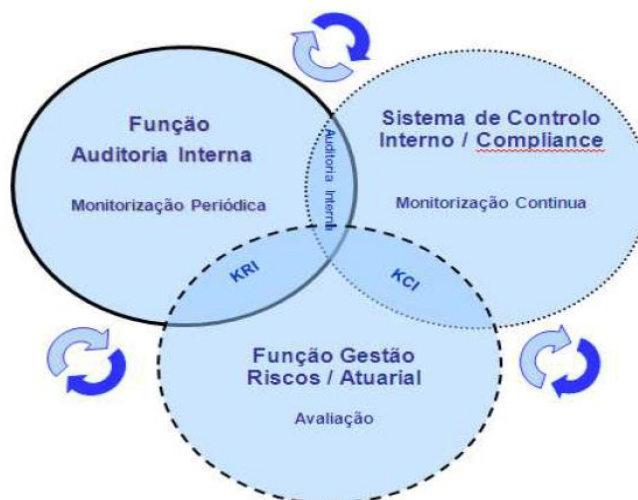 Função
Auditoria Interna
Monitorização Periódica
Auditoria Interna
Sistema de Controlo
Interno / Compliance
Monitorização Continua
KRI
KCI
Função Gestão
Riscos / Atuarial
Avaliação